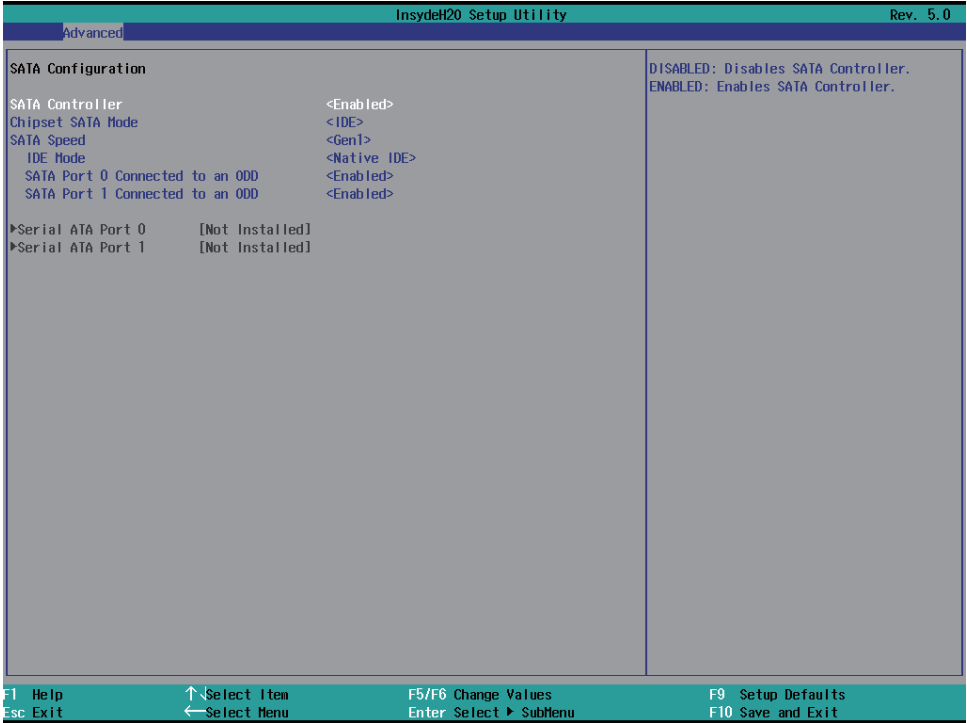 InsydeH20 Setup Utility Rev. 5.0
Advanced
SATA Configuration
SATA Controller <Enabled>
Chipset SATA Mode <IDE>
SATA Speed <Gen1>
IDE Mode <Native IDE>
SATA Port 0 Connected to an ODD <Enabled>
SATA Port 1 Connected to an ODD <Enabled>
▶Serial ATA Port 0 [Not Installed]
▶Serial ATA Port 1 [Not Installed]
DISABLED: Disables SATA Controller.
ENABLED: Enables SATA Controller.
F1 Help ↑↓Select Item F5/F6 Change Values F9 Setup Defaults
Esc Exit ←→Select Menu Enter Select ▶ SubMenu F10 Save and Exit